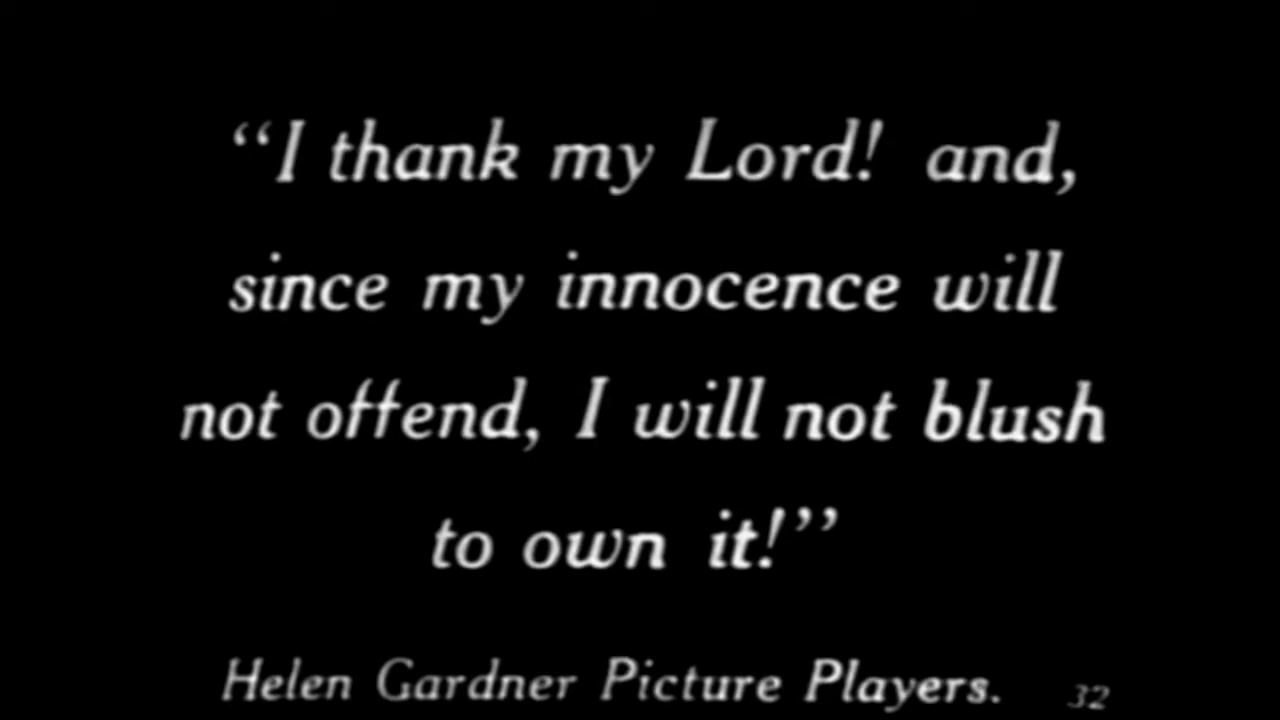 “I thank my Lord! and,
since my innocence will
not offend, I will not blush
to own it!”
Helen Gardner Picture Players. 32